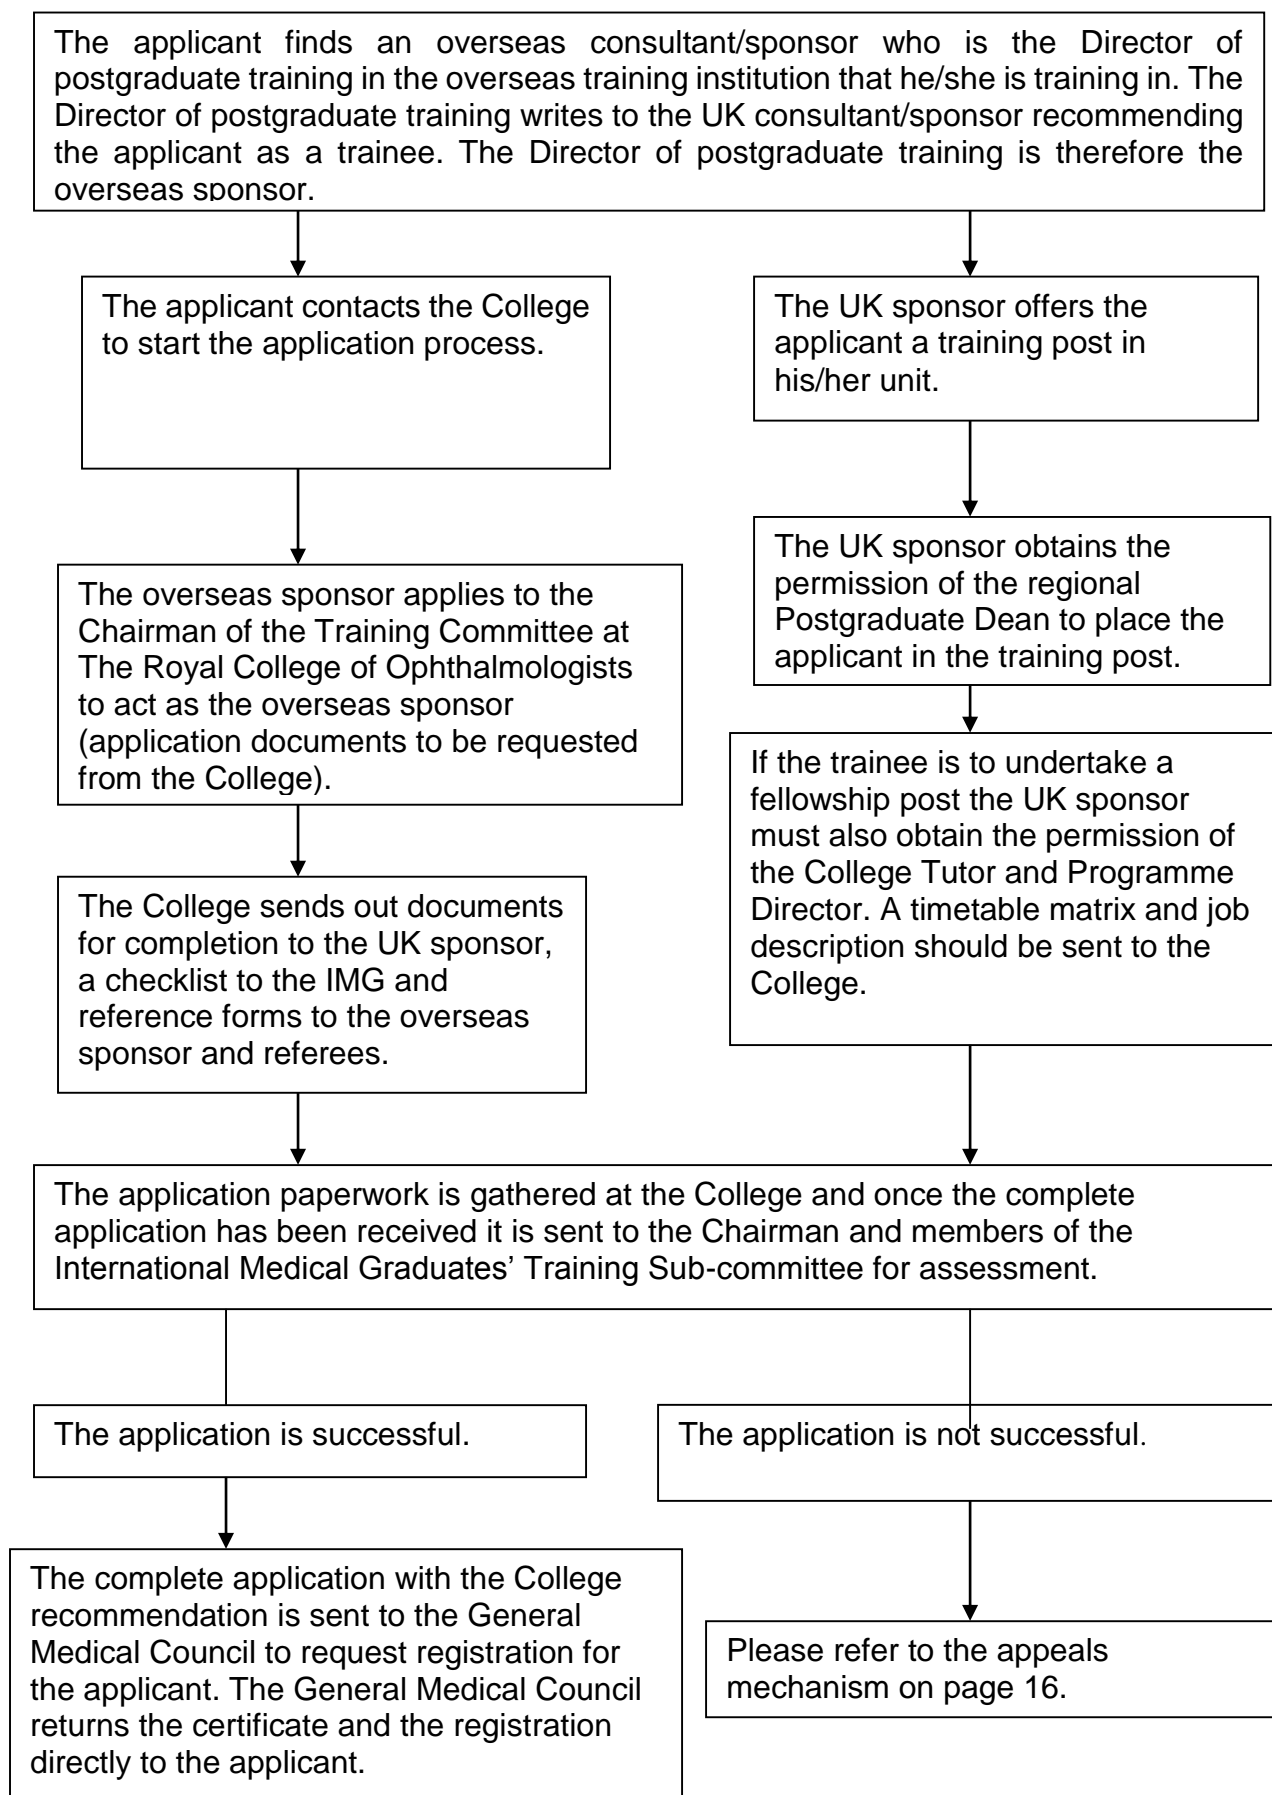 The applicant finds an overseas consultant/sponsor who is the Director of
postgraduate training in the overseas training institution that he/she is training in. The
Director of postgraduate training writes to the UK consultant/sponsor recommending
the applicant as a trainee. The Director of postgraduate training is therefore the
overseas sponsor.
The applicant contacts the College
to start the application process.
The UK sponsor offers the
applicant a training post in
his/her unit.
The overseas sponsor applies to the
Chairman of the Training Committee at
The Royal College of Ophthalmologists
to act as the overseas sponsor
(application documents to be requested
from the College).
The UK sponsor obtains the
permission of the regional
Postgraduate Dean to place the
applicant in the training post.
The College sends out documents
for completion to the UK sponsor,
a checklist to the IMG and
reference forms to the overseas
sponsor and referees.
If the trainee is to undertake a
fellowship post the UK sponsor
must also obtain the permission of
the College Tutor and Programme
Director. A timetable matrix and job
description should be sent to the
College.
The application paperwork is gathered at the College and once the complete
application has been received it is sent to the Chairman and members of the
International Medical Graduates’ Training Sub-committee for assessment.
The application is successful.
The application is not successful.
The complete application with the College
recommendation is sent to the General
Medical Council to request registration for
the applicant. The General Medical Council
returns the certificate and the registration
directly to the applicant.
Please refer to the appeals
mechanism on page 16.